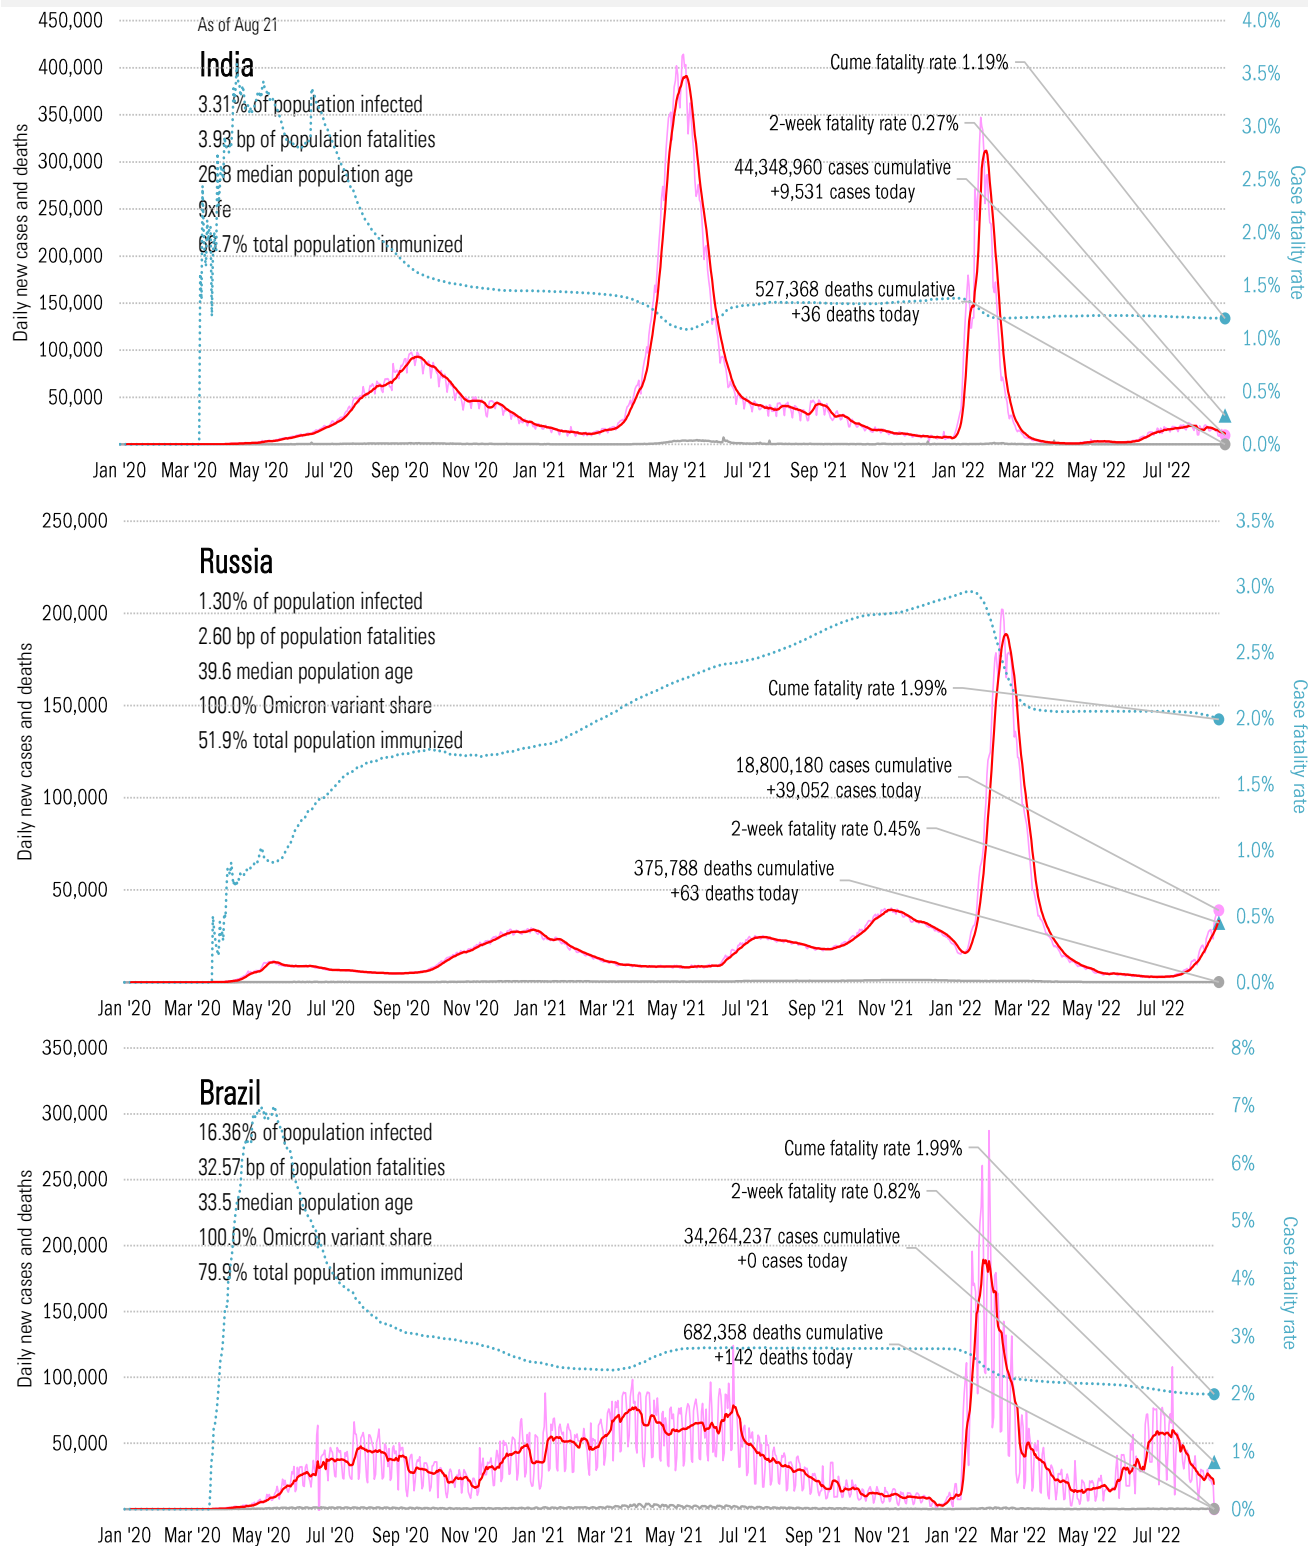 450,000
400,000
350,000
300,000
250,000
200,000
150,000
100,000
50,000
Daily new cases and deaths
As of Aug 21
India
3.31% of population infected
3.93 bp of population fatalities
26.8 median population age
9xfe
66.7% total population immunized
Cume fatality rate 1.19%
2-week fatality rate 0.27%
44,348,960 cases cumulative
+9,531 cases today
527,368 deaths cumulative
+36 deaths today
4.0%
3.5%
3.0%
2.5%
2.0%
1.5%
1.0%
0.5%
0.0%
Case fatality rate
Jan '20 Mar '20 May '20 Jul '20 Sep '20 Nov '20 Jan '21 Mar '21 May '21 Jul '21 Sep '21 Nov '21 Jan '22 Mar '22 May '22 Jul '22
250,000
200,000
150,000
100,000
50,000
Daily new cases and deaths
Russia
1.30% of population infected
2.60 bp of population fatalities
39.6 median population age
100.0% Omicron variant share
51.9% total population immunized
Cume fatality rate 1.99%
18,800,180 cases cumulative
+39,052 cases today
2-week fatality rate 0.45%
375,788 deaths cumulative
+63 deaths today
3.5%
3.0%
2.5%
2.0%
1.5%
1.0%
0.5%
0.0%
Case fatality rate
Jan '20 Mar '20 May '20 Jul '20 Sep '20 Nov '20 Jan '21 Mar '21 May '21 Jul '21 Sep '21 Nov '21 Jan '22 Mar '22 May '22 Jul '22
350,000
300,000
250,000
200,000
150,000
100,000
50,000
Daily new cases and deaths
Brazil
16.36% of population infected
32.57 bp of population fatalities
33.5 median population age
100.0% Omicron variant share
79.9% total population immunized
Cume fatality rate 1.99%
2-week fatality rate 0.82%
34,264,237 cases cumulative
+0 cases today
682,358 deaths cumulative
+142 deaths today
8%
7%
6%
5%
4%
3%
2%
1%
0%
Case fatality rate
Jan '20 Mar '20 May '20 Jul '20 Sep '20 Nov '20 Jan '21 Mar '21 May '21 Jul '21 Sep '21 Nov '21 Jan '22 Mar '22 May '22 Jul '22